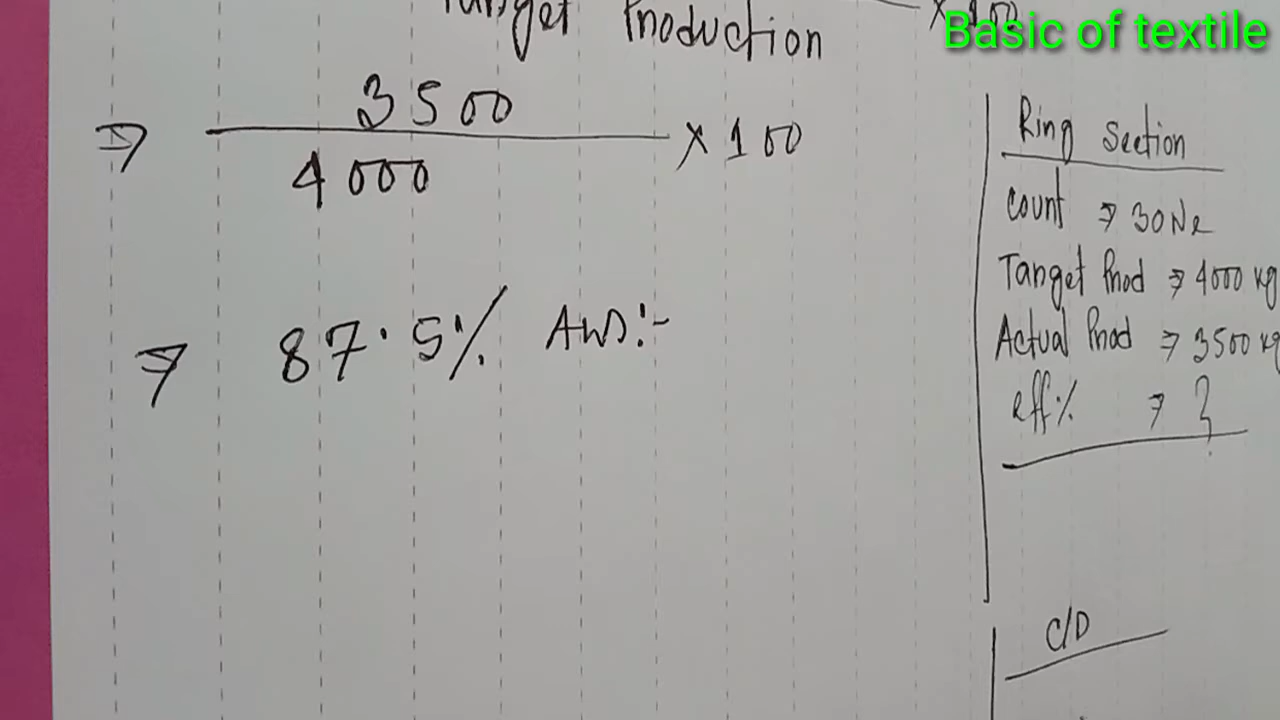 Target Production × 100
Basic of textile
⇒ 3500
4000 × 100
⇒ 87.5% Ans:-
Ring Section
Count ⇒ 30Ne
Target Prod ⇒ 4000 kg
Actual Prod ⇒ 3500 kg
eff% ⇒ ?
C/D